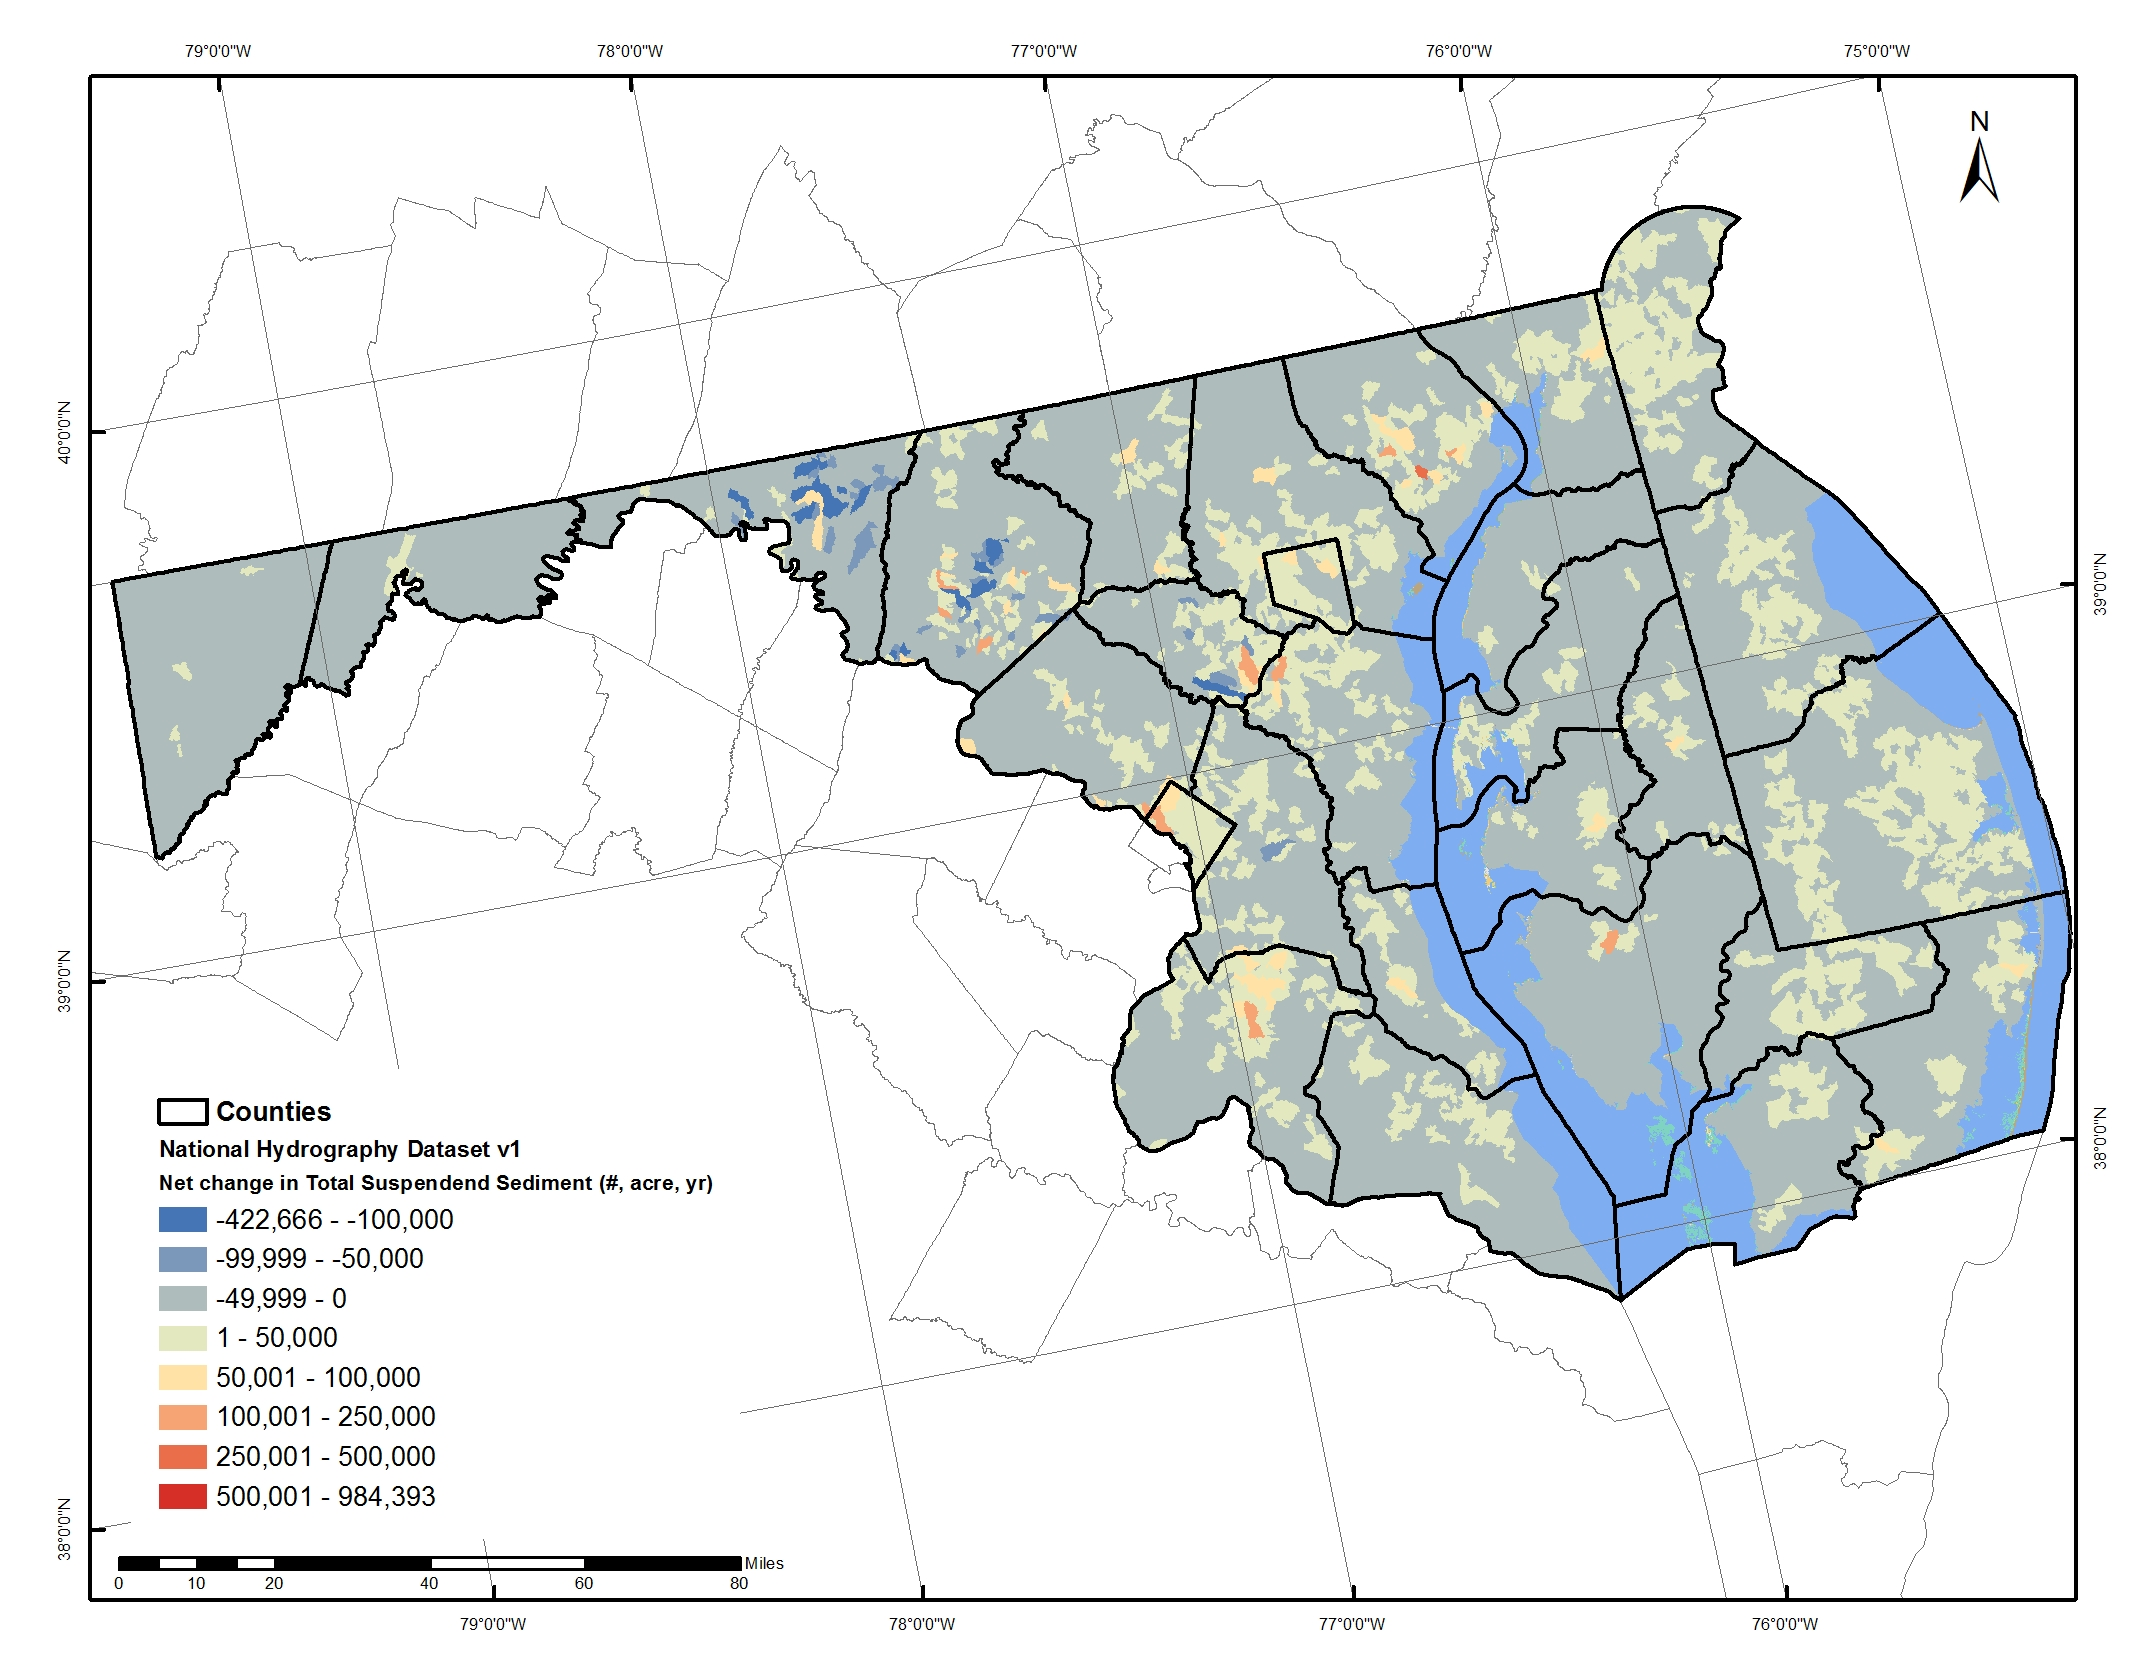 79°0'0"W 78°0'0"W 77°0'0"W 76°0'0"W 75°0'0"W
N
40°0'0"N
39°0'0"N
39°0'0"N
38°0'0"N
38°0'0"N
Counties
National Hydrography Dataset v1
Net change in Total Suspendend Sediment (#, acre, yr)
-422,666 - -100,000
-99,999 - -50,000
-49,999 - 0
1 - 50,000
50,001 - 100,000
100,001 - 250,000
250,001 - 500,000
500,001 - 984,393
Miles
0 10 20 40 60 80
79°0'0"W 78°0'0"W 77°0'0"W 76°0'0"W